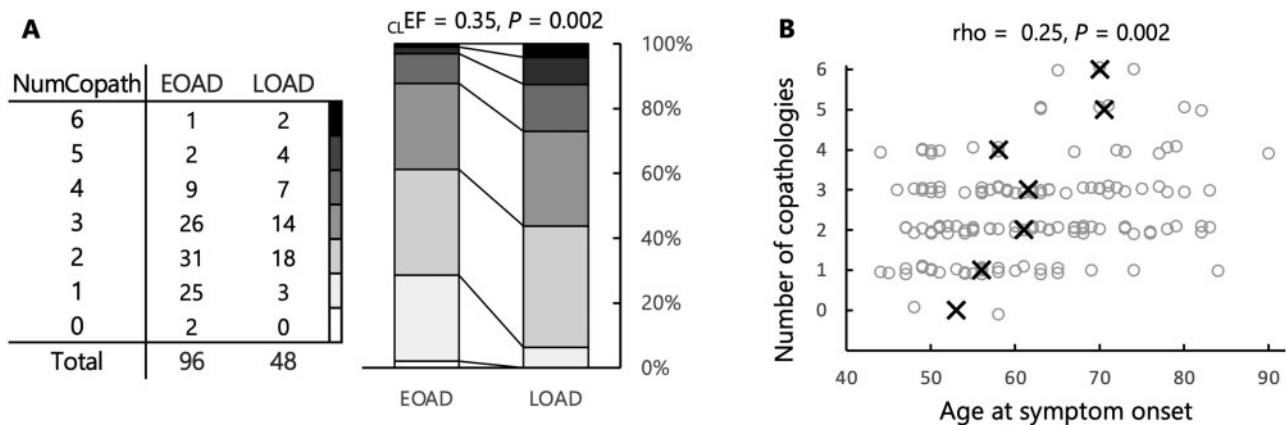 A
CLEF = 0.35, P = 0.002
NumCopath EOAD LOAD
6 1 2
5 2 4
4 9 7
3 26 14
2 31 18
1 25 3
0 2 0
Total 96 48
100%
80%
60%
40%
20%
0%
EOAD LOAD
B
rho = 0.25, P = 0.002
Number of copathologies
6
5
4
3
2
1
0
40 50 60 70 80 90
Age at symptom onset